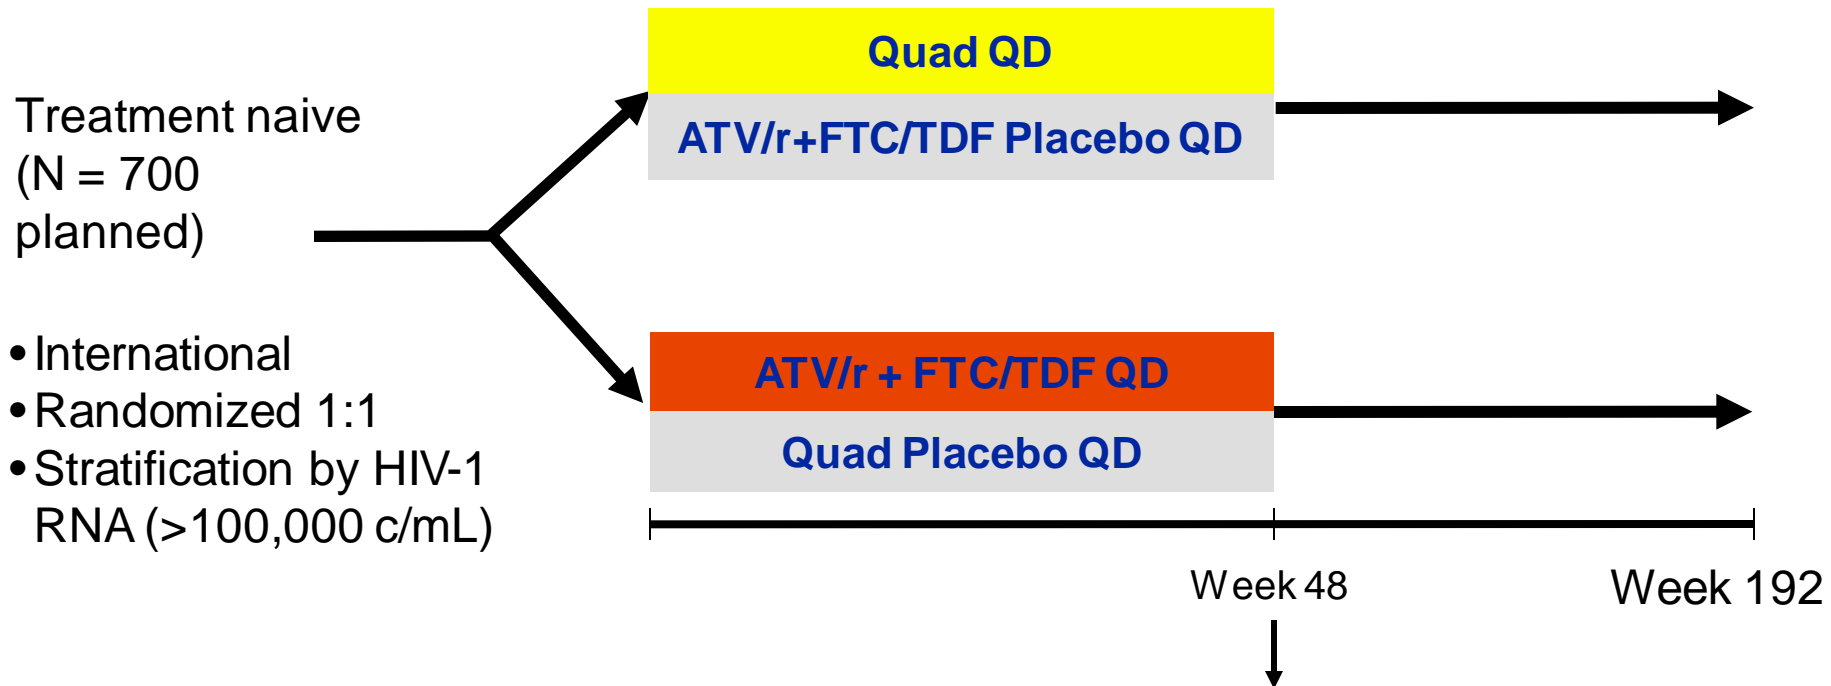 Treatment naive
(N = 700
planned)
•International
•Randomized 1:1
•Stratification by HIV-1
RNA (>100,000 c/mL)
Quad QD
ATV/r+FTC/TDF Placebo QD
ATV/r + FTC/TDF QD
Quad Placebo QD
Week 48
Week 192